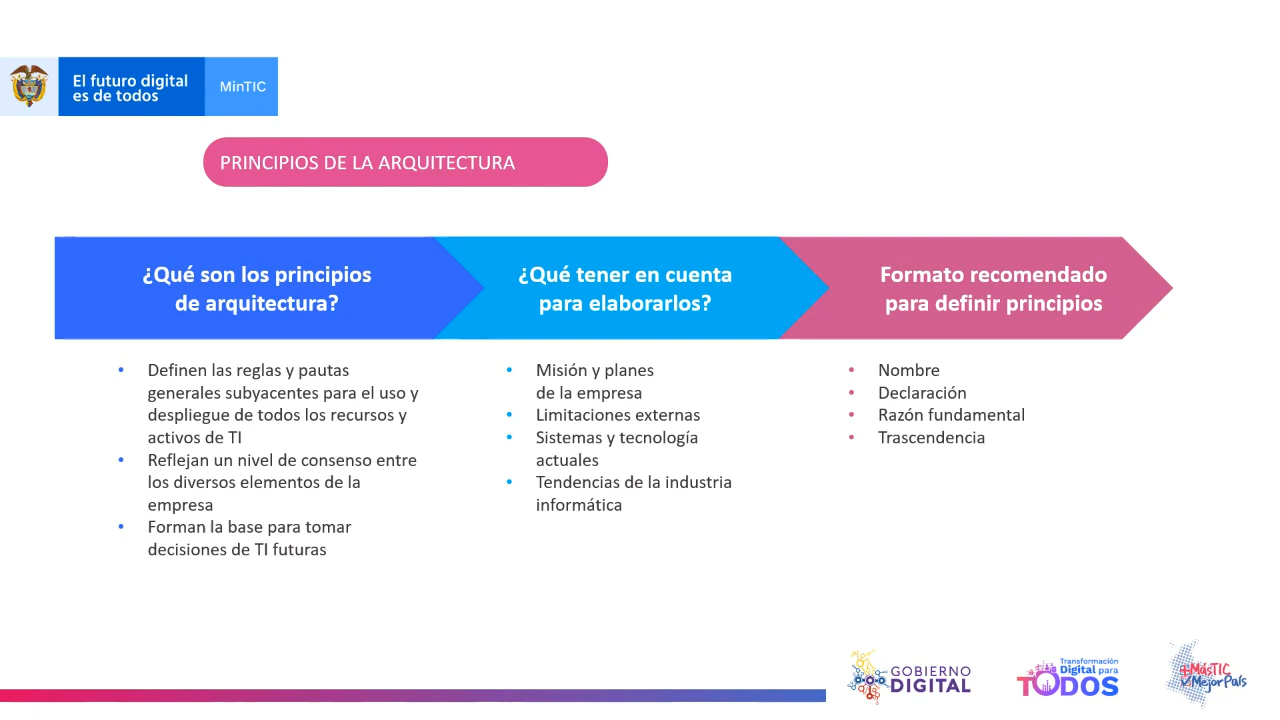 El futuro digital
es de todos
MinTIC
PRINCIPIOS DE LA ARQUITECTURA
¿Qué son los principios
de arquitectura?
• Definen las reglas y pautas
generales subyacentes para el uso y
despliegue de todos los recursos y
activos de TI
• Reflejan un nivel de consenso entre
los diversos elementos de la
empresa
• Forman la base para tomar
decisiones de TI futuras
¿Qué tener en cuenta
para elaborarlos?
• Misión y planes
de la empresa
• Limitaciones externas
• Sistemas y tecnología
actuales
• Tendencias de la industria
informática
Formato recomendado
para definir principios
• Nombre
• Declaración
• Razón fundamental
• Trascendencia
GOBIERNO
DIGITAL
Transformación
Digital para
TODOS
+MásTIC
MejorPaís